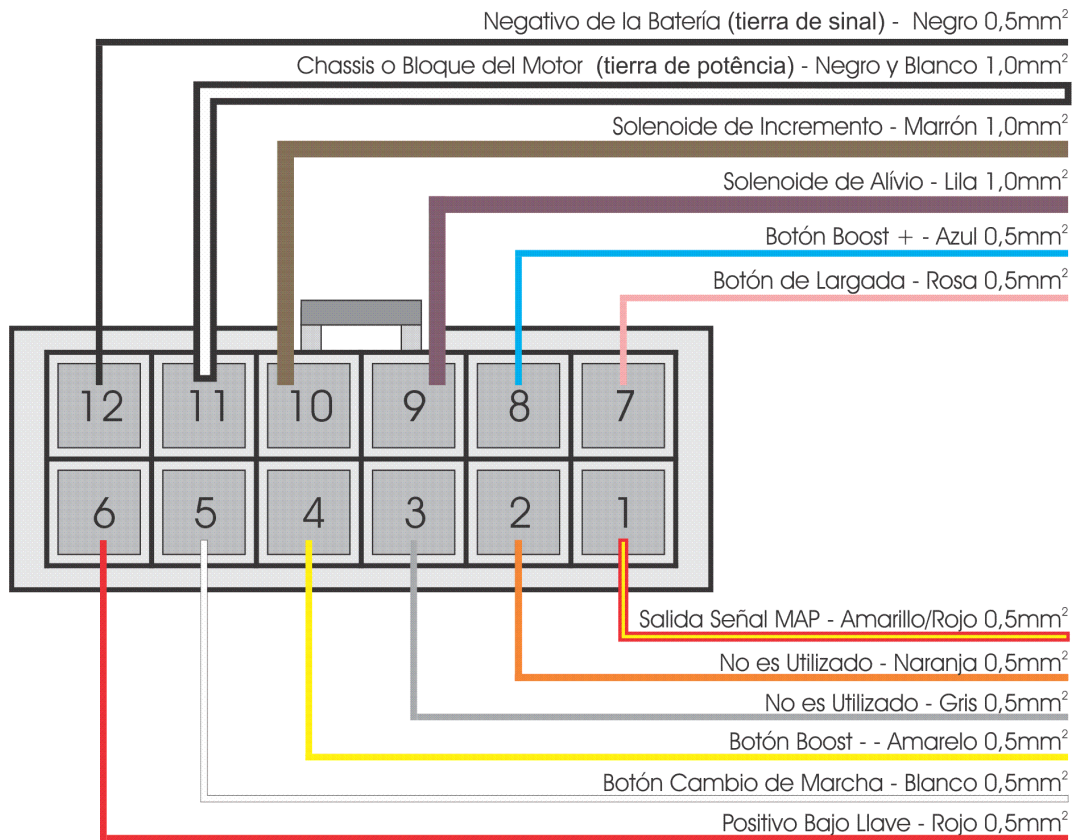 Negativo de la Batería (tierra de sinal) - Negro 0,5mm²
Chassis o Bloque del Motor (tierra de potência) - Negro y Blanco 1,0mm²
Solenoide de Incremento - Marrón 1,0mm²
Solenoide de Alívio - Lila 1,0mm²
Botón Boost + - Azul 0,5mm²
Botón de Largada - Rosa 0,5mm²
12 11 10 9 8 7
6 5 4 3 2 1
Salida Señal MAP - Amarillo/Rojo 0,5mm²
No es Utilizado - Naranja 0,5mm²
No es Utilizado - Gris 0,5mm²
Botón Boost - - Amarelo 0,5mm²
Botón Cambio de Marcha - Blanco 0,5mm²
Positivo Bajo Llave - Rojo 0,5mm²